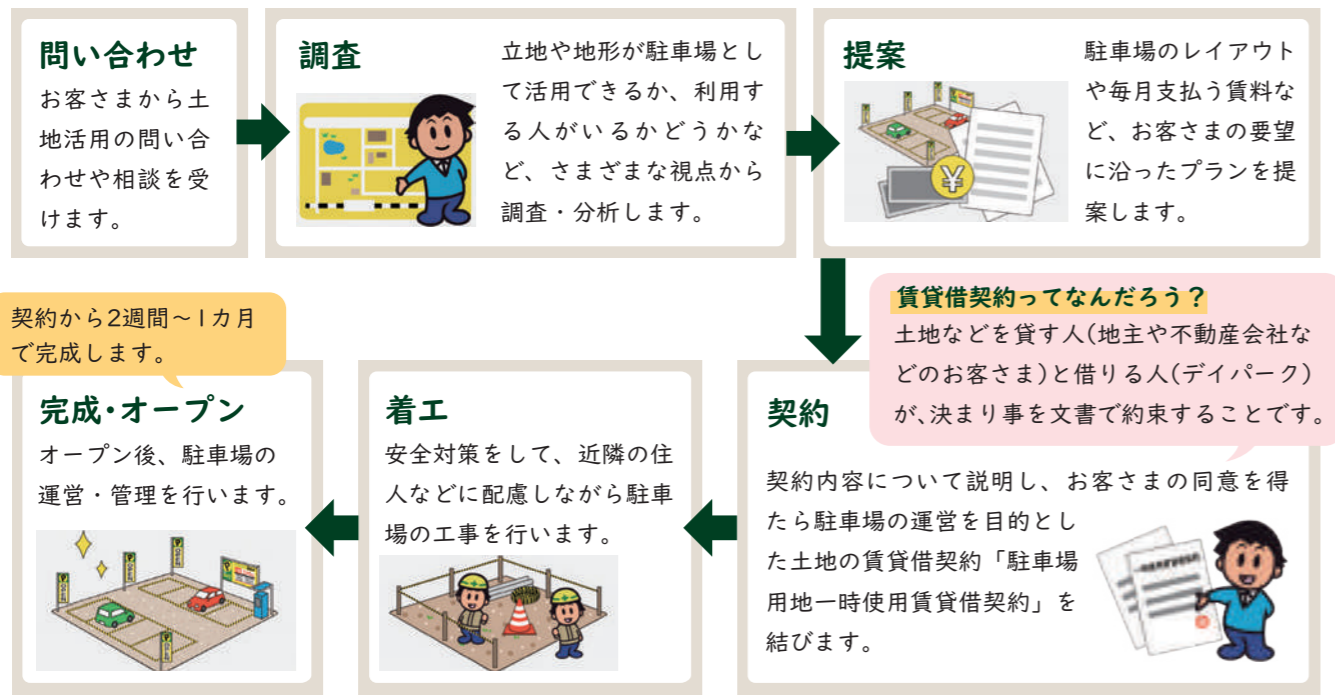 問い合わせ
お客さまから土
地活用の問い合
わせや相談を受
けます。
調査
立地や地形が駐車場とし
て活用できるか、利用す
る人がいるかどうかな
ど、さまざまな視点から
調査・分析します。
提案
¥
駐車場のレイアウト
や毎月支払う賃料な
ど、お客さまの要望
に沿ったプランを提
案します。
賃貸借契約ってなんだろう？
土地などを貸す人(地主や不動産会社な
どのお客さま)と借りる人(デイパーク)
が、決まり事を文書で約束することです。
契約
契約内容について説明し、お客さまの同意を得
たら駐車場の運営を目的とし
た土地の賃貸借契約「駐車場
用地一時使用賃貸借契約」を
結びます。
着工
安全対策をして、近隣の住
人などに配慮しながら駐車
場の工事を行います。
契約から2週間～1カ月
で完成します。
完成・オープン
オープン後、駐車場の
運営・管理を行います。